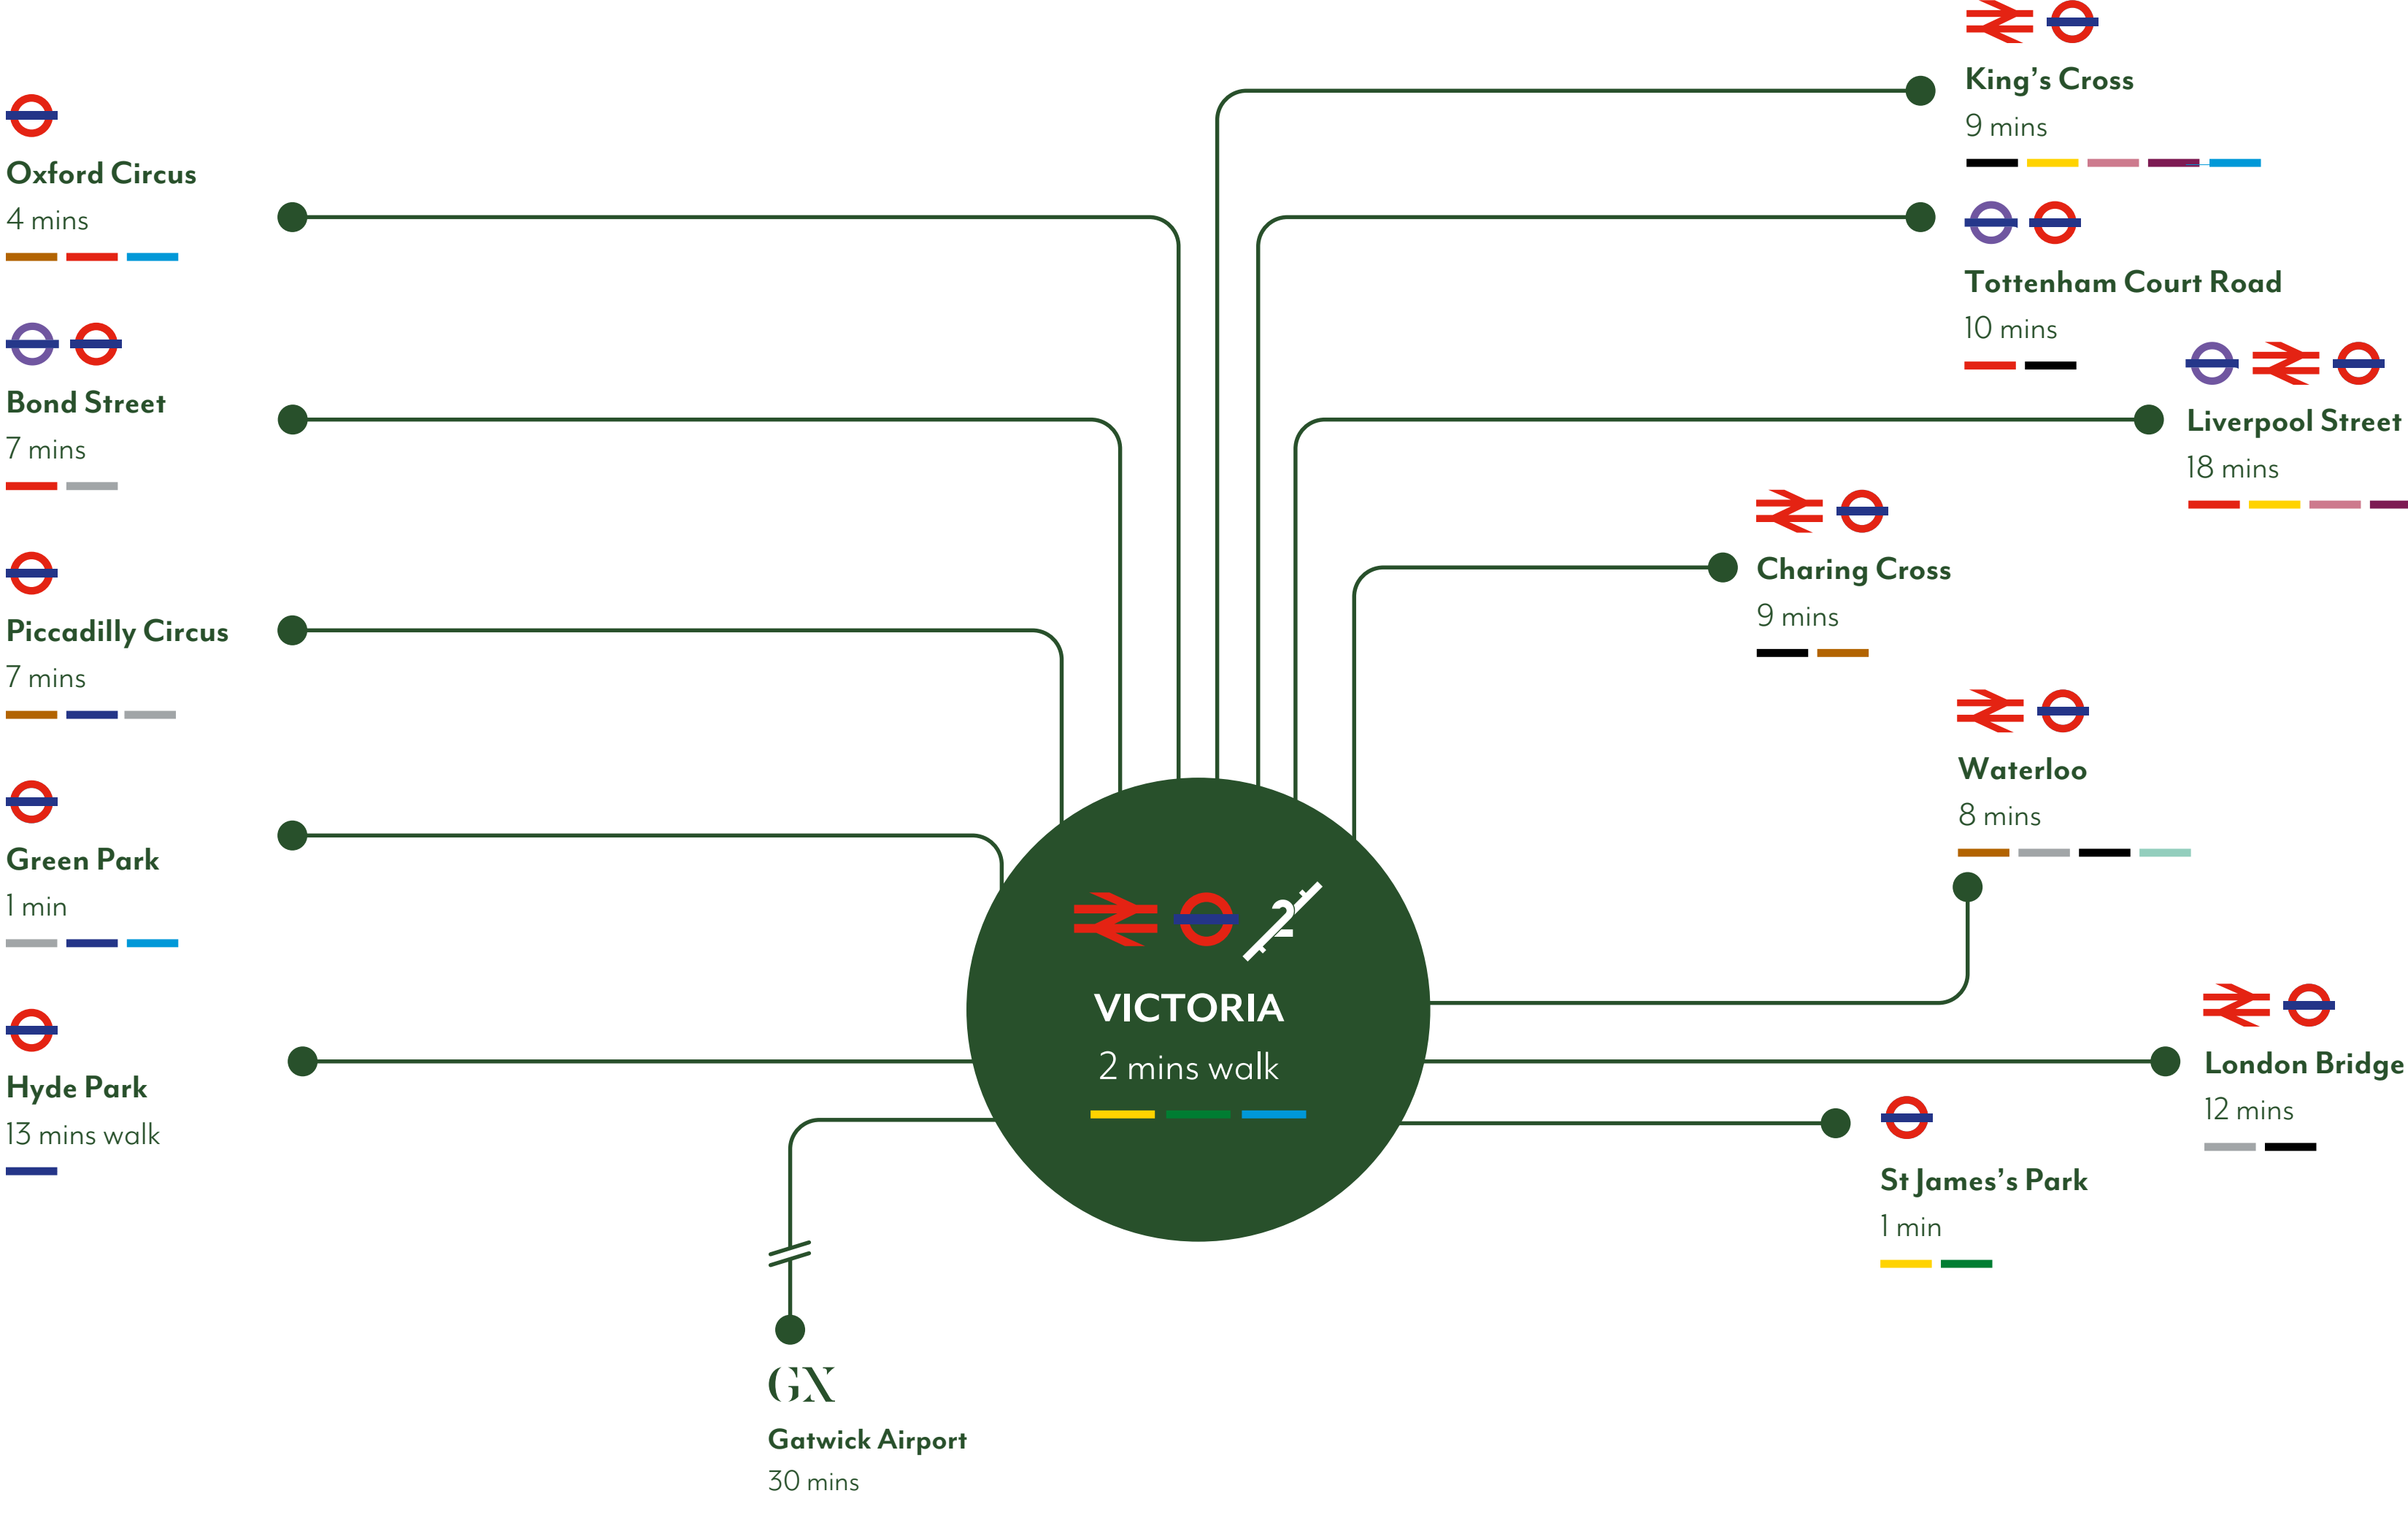 King’s Cross
9 mins
Oxford Circus
4 mins
Tottenham Court Road
10 mins
Bond Street
7 mins
Liverpool Street
18 mins
Charing Cross
9 mins
Piccadilly Circus
7 mins
Waterloo
8 mins
Green Park
1 min
2
VICTORIA
2 mins walk
Hyde Park
13 mins walk
London Bridge
12 mins
St James’s Park
1 min
GX
Gatwick Airport
30 mins